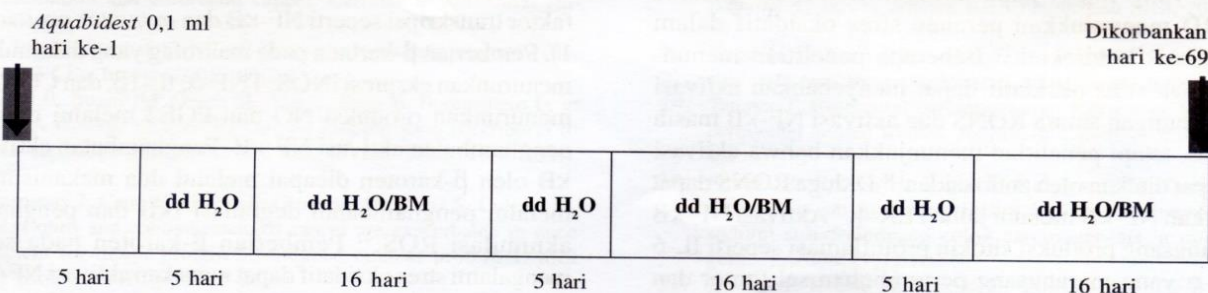 Aquabidest 0,1 ml
hari ke-1
Dikorbankan
hari ke-69
dd H₂O dd H₂O/BM dd H₂O dd H₂O/BM dd H₂O dd H₂O/BM
5 hari 5 hari 16 hari 5 hari 16 hari 5 hari 16 hari